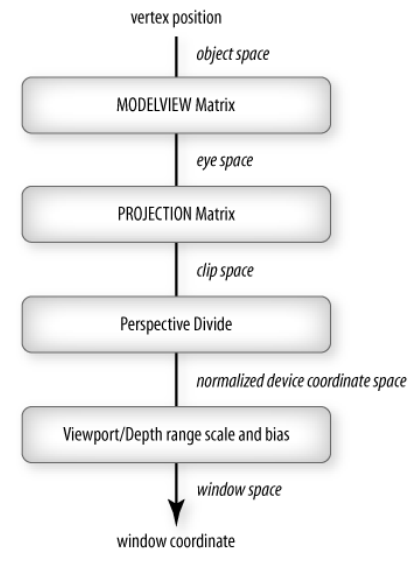 vertex position
object space
MODELVIEW Matrix
eye space
PROJECTION Matrix
clip space
Perspective Divide
normalized device coordinate space
Viewport/Depth range scale and bias
window space
window coordinate